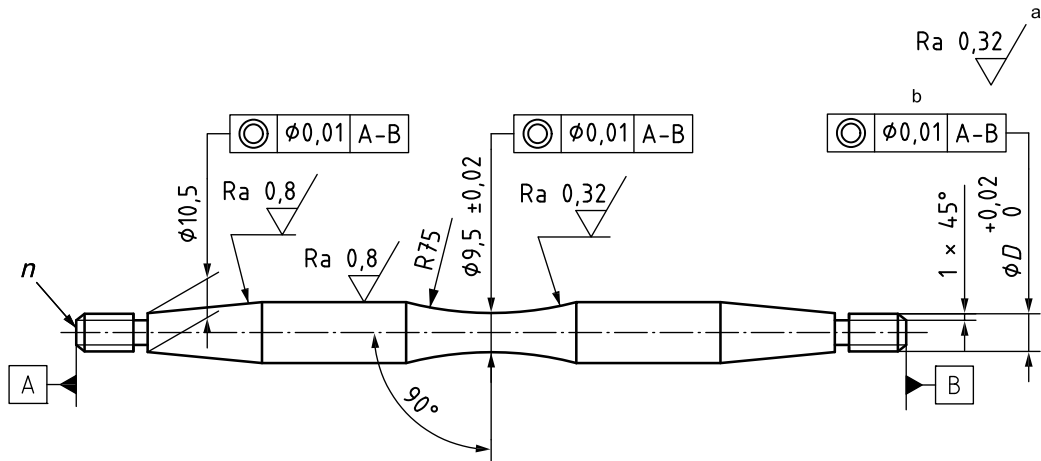 a
Ra 0,32
b
⌾ ϕ0,01 A-B
⌾ ϕ0,01 A-B
⌾ ϕ0,01 A-B
ϕ10,5
Ra 0,8
Ra 0,8
R75
ϕ9,5 ±0,02
Ra 0,32
1 × 45°
ϕD +0,02 0
n
A
B
90°